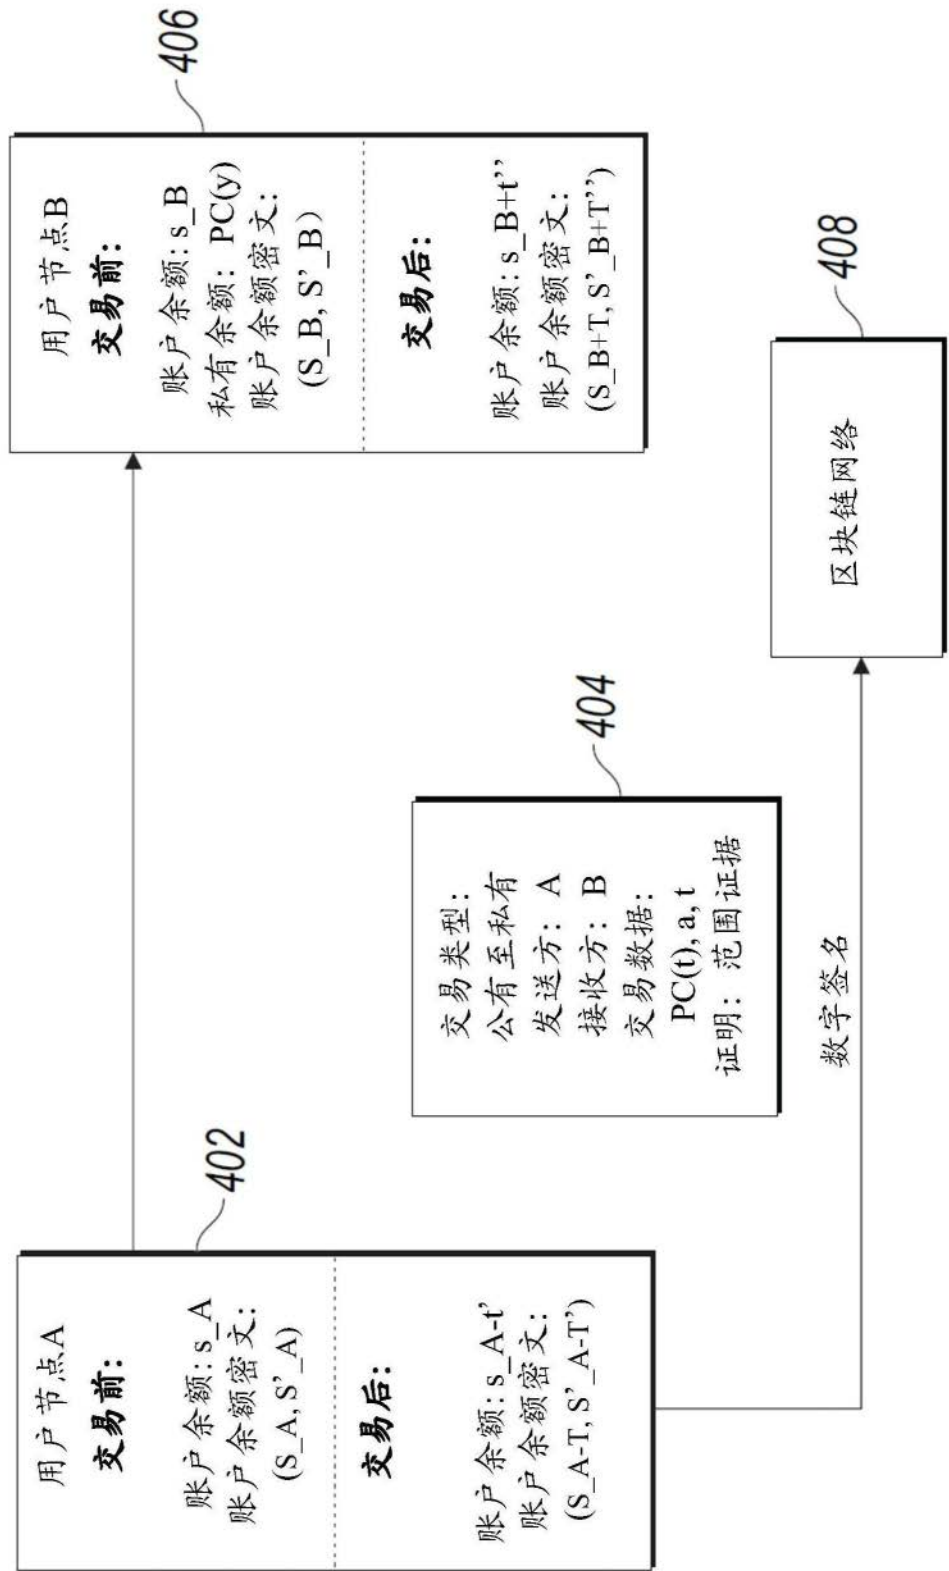 用户节点A
交易前:
账户余额: s_A
账户余额密文:
(S_A, S'_A)
交易后:
账户余额: s_A-t'
账户余额密文:
(S_A-T, S'_A-T')
402
交易类型:
公有至私有
发送方: A
接收方: B
交易数据:
PC(t), a, t
证明: 范围证据
404
用户节点B
交易前:
账户余额: s_B
私有余额: PC(y)
账户余额密文:
(S_B, S'_B)
交易后:
账户余额: s_B+t''
账户余额密文:
(S_B+T, S'_B+T'')
406
数字签名
区块链网络
408